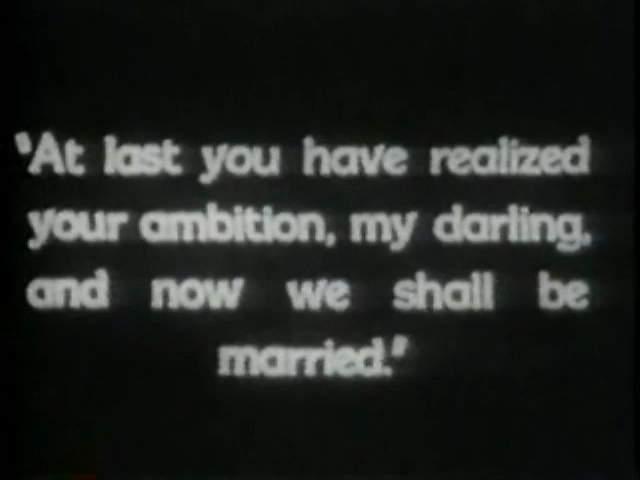 "At last you have realized
your ambition, my darling,
and now we shall be
married."